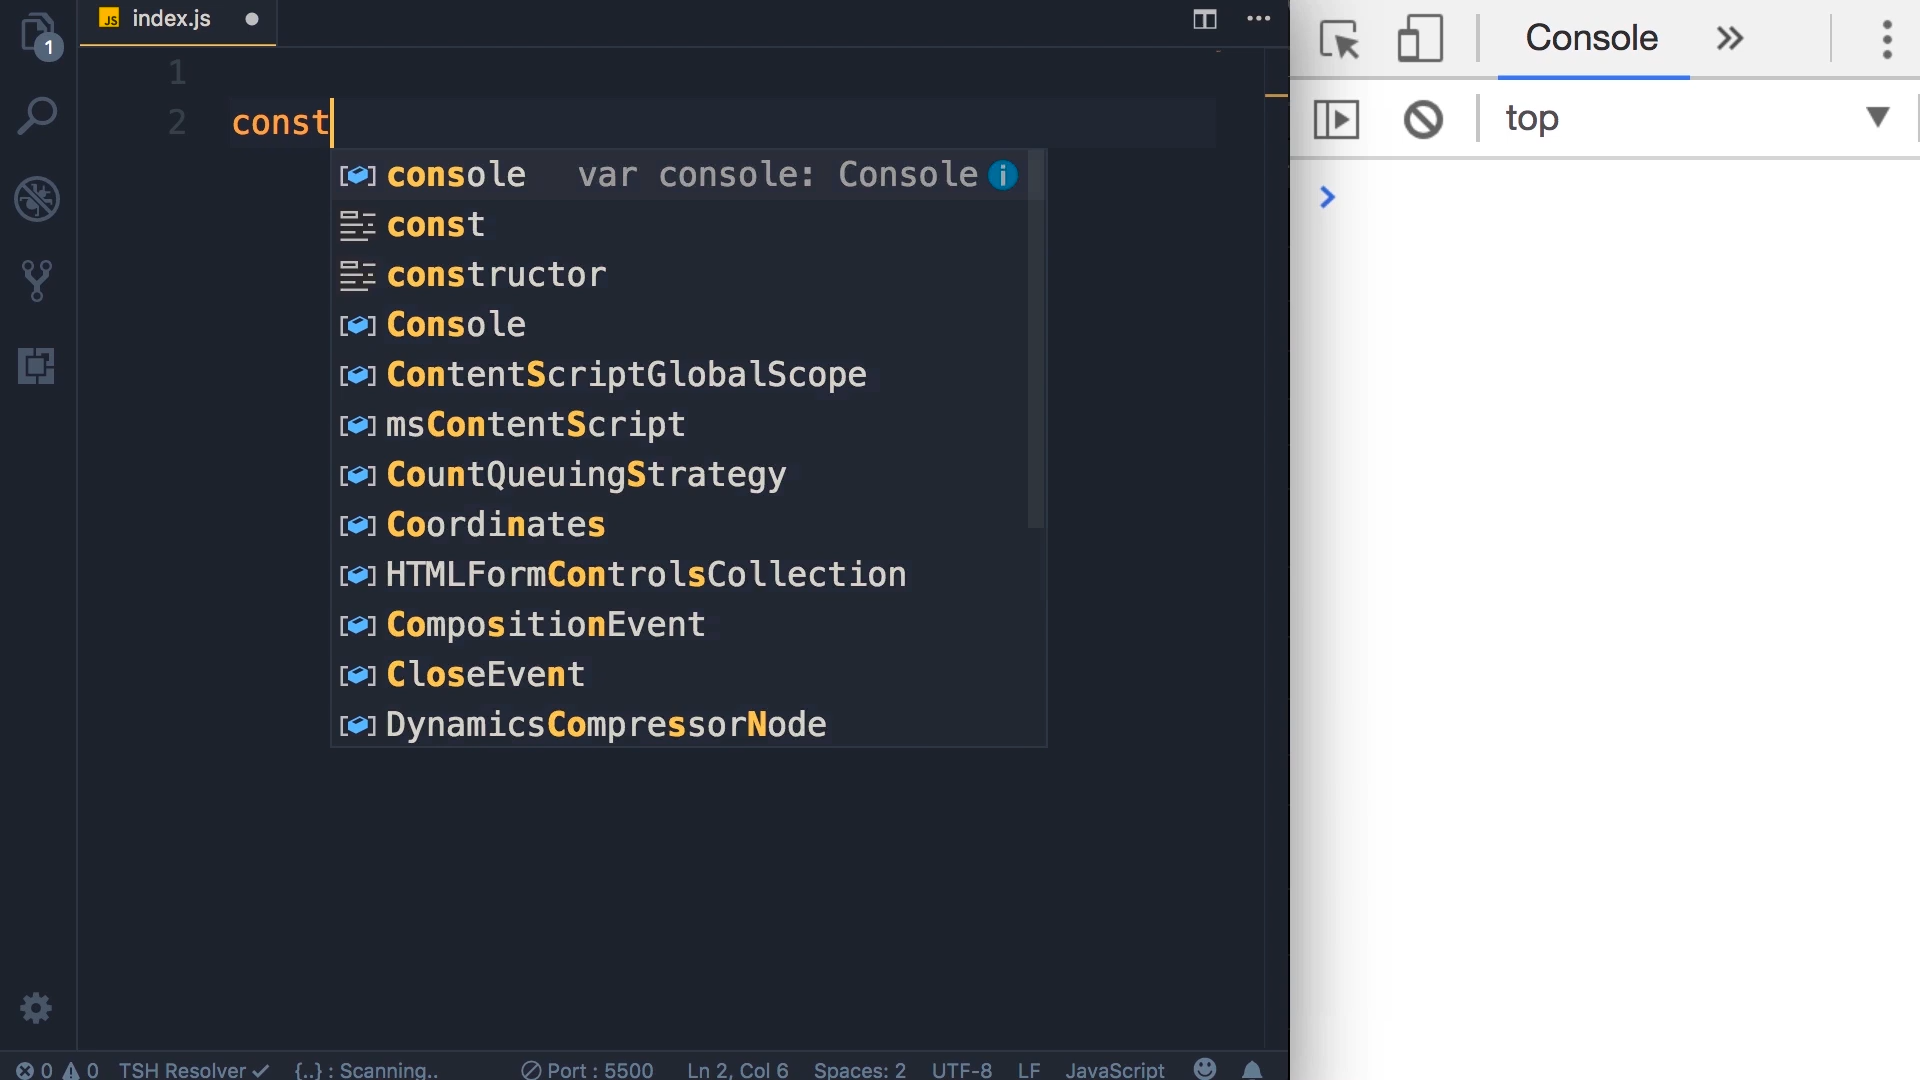 JS index.js
1
1
2 const
console var console: Console i
const
constructor
Console
ContentScriptGlobalScope
msContentScript
CountQueuingStrategy
Coordinates
HTMLFormControlsCollection
CompositionEvent
CloseEvent
DynamicsCompressorNode
0 0 TSH Resolver ✓ {..} : Scanning.. Port : 5500 Ln 2, Col 6 Spaces: 2 UTF-8 LF JavaScript
Console »
top